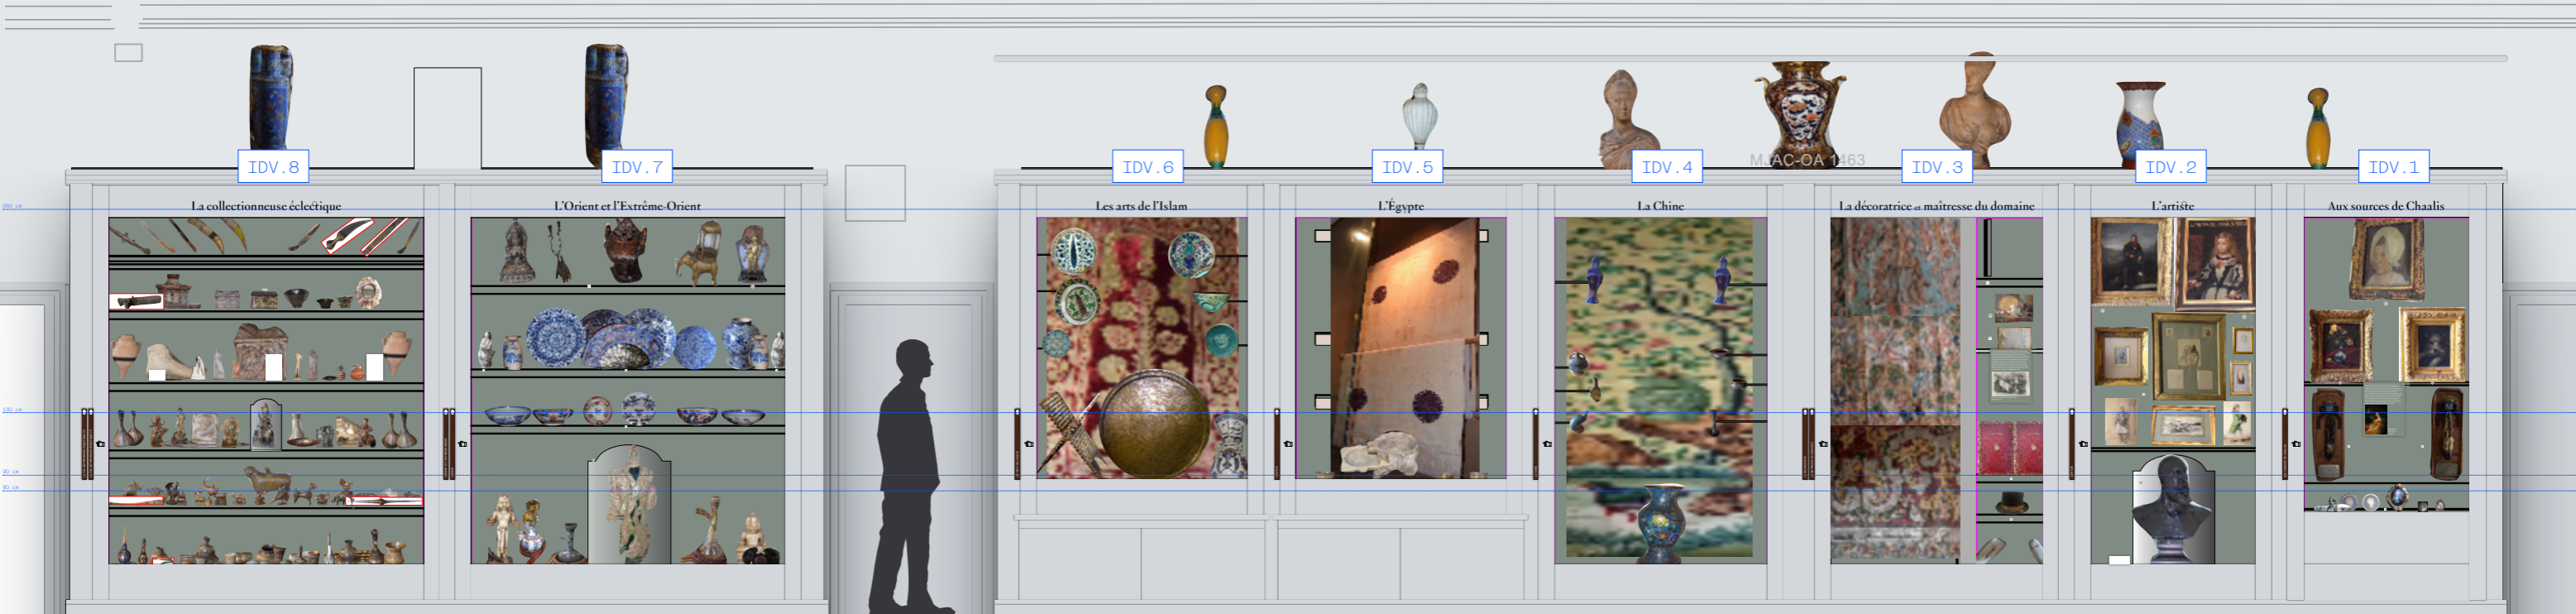 IDV.8
IDV.7
IDV.6
IDV.5
IDV.4
MJAC-OA 1463
IDV.3
IDV.2
IDV.1
La collectionneuse éclectique
L'Orient et l'Extrême-Orient
Les arts de l'Islam
L'Égypte
La Chine
La décoratrice et maîtresse du domaine
L'artiste
Aux sources de Chaalis